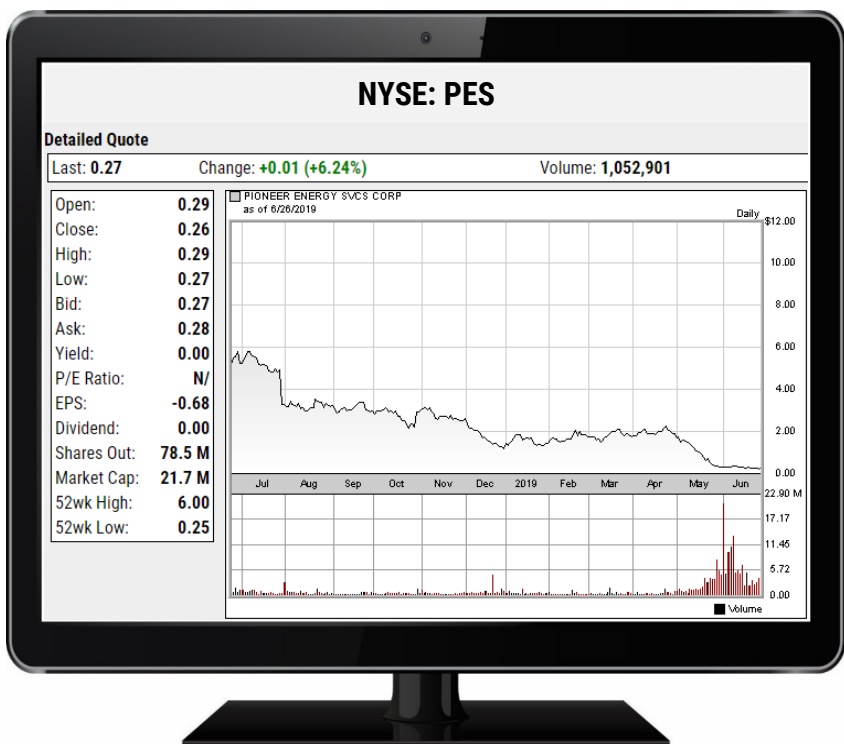 NYSE: PES
Detailed Quote
Last: 0.27 Change: +0.01 (+6.24%) Volume: 1,052,901
Open: 0.29
Close: 0.26
High: 0.29
Low: 0.27
Bid: 0.27
Ask: 0.28
Yield: 0.00
P/E Ratio: N/
EPS: -0.68
Dividend: 0.00
Shares Out: 78.5 M
Market Cap: 21.7 M
52wk High: 6.00
52wk Low: 0.25
PIONEER ENERGY SVCS CORP
as of 6/26/2019
Daily
$12.00
10.00
8.00
6.00
4.00
2.00
0.00
Jul Aug Sep Oct Nov Dec 2019 Feb Mar Apr May Jun
22.90 M
17.17
11.45
5.72
0.00
Volume